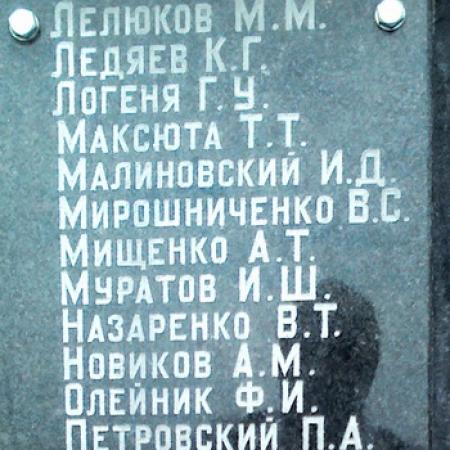 Лелюков М.М.
Ледяев К.Г.
Логеня Г.У.
Максюта Т.Т.
Малиновский И.Д.
Мирошниченко В.С.
Мищенко А.Т.
Муратов И.Ш.
Назаренко В.Т.
Новиков А.М.
Олейник Ф.И.
Петровский П.А.